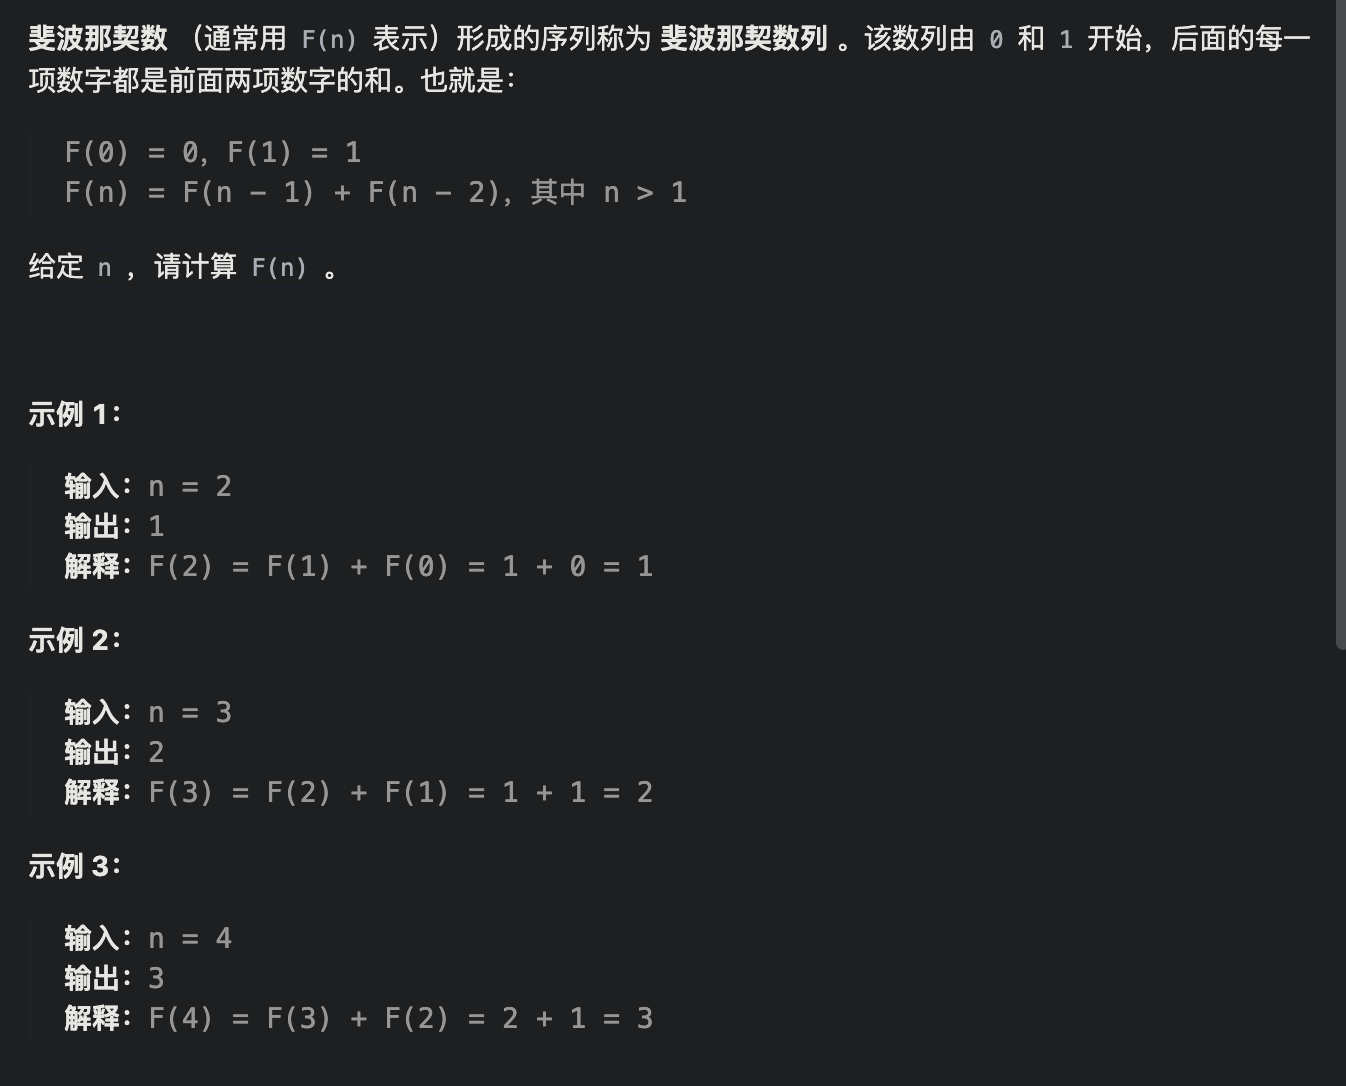 斐波那契数 （通常用 F(n) 表示）形成的序列称为 斐波那契数列 。该数列由 0 和 1 开始，后面的每一
项数字都是前面两项数字的和。也就是：
F(0) = 0，F(1) = 1
F(n) = F(n - 1) + F(n - 2)，其中 n > 1
给定 n ，请计算 F(n) 。
示例 1：
输入：n = 2
输出：1
解释：F(2) = F(1) + F(0) = 1 + 0 = 1
示例 2：
输入：n = 3
输出：2
解释：F(3) = F(2) + F(1) = 1 + 1 = 2
示例 3：
输入：n = 4
输出：3
解释：F(4) = F(3) + F(2) = 2 + 1 = 3